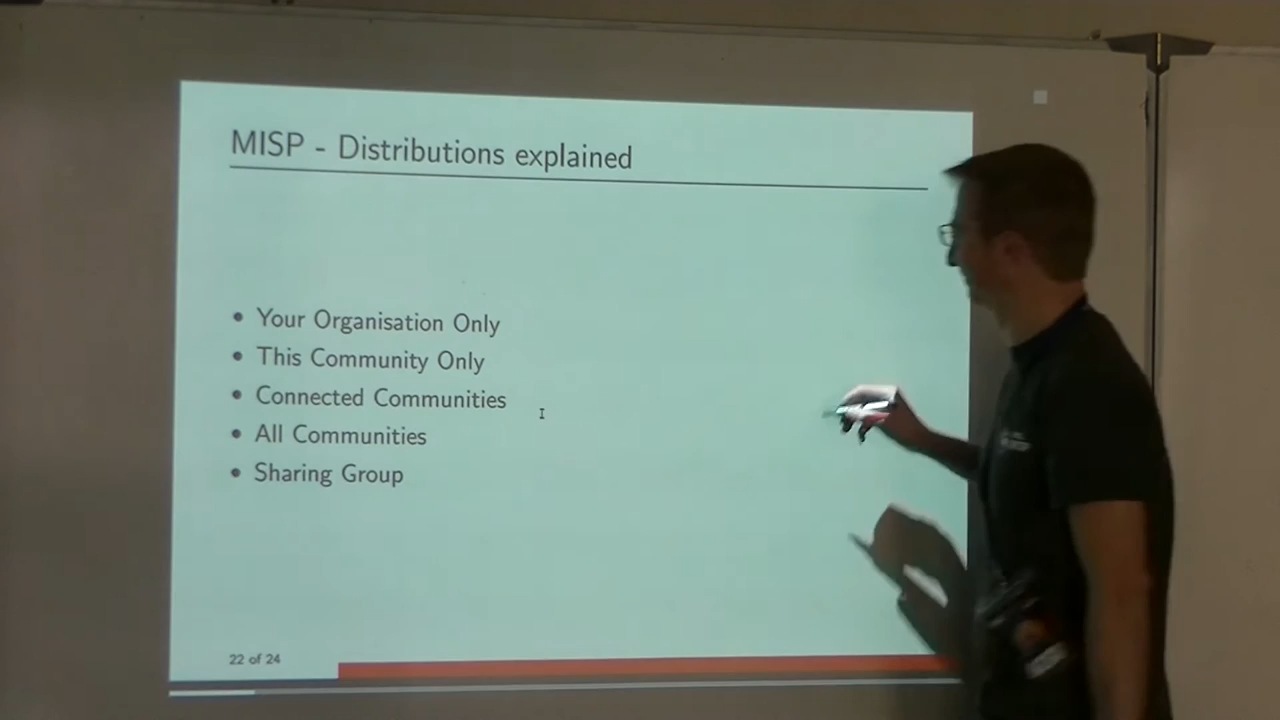 MISP - Distributions explained
• Your Organisation Only
• This Community Only
• Connected Communities
• All Communities
• Sharing Group
22 of 24